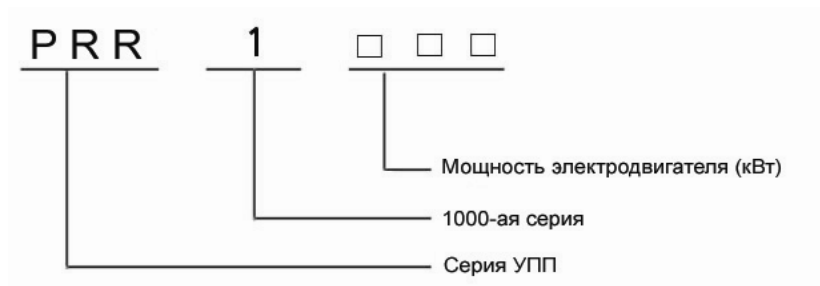 PRR 1 □ □ □
Мощность электродвигателя (кВт)
1000-ая серия
Серия УПП